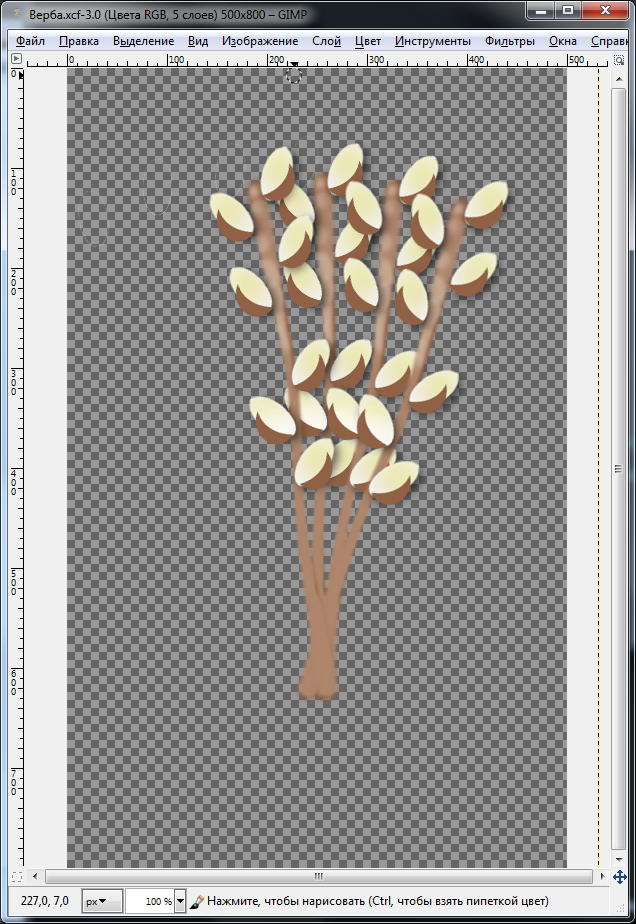 Верба.xcf-3.0 (Цвета RGB, 5 слоев) 500x800 – GIMP
Файл Правка Выделение Вид Изображение Слой Цвет Инструменты Фильтры Окна Справк
0 100 200 300 400 500
0
100
200
300
400
500
600
700
227,0, 7,0 px 100 % Нажмите, чтобы нарисовать (Ctrl, чтобы взять пипеткой цвет)